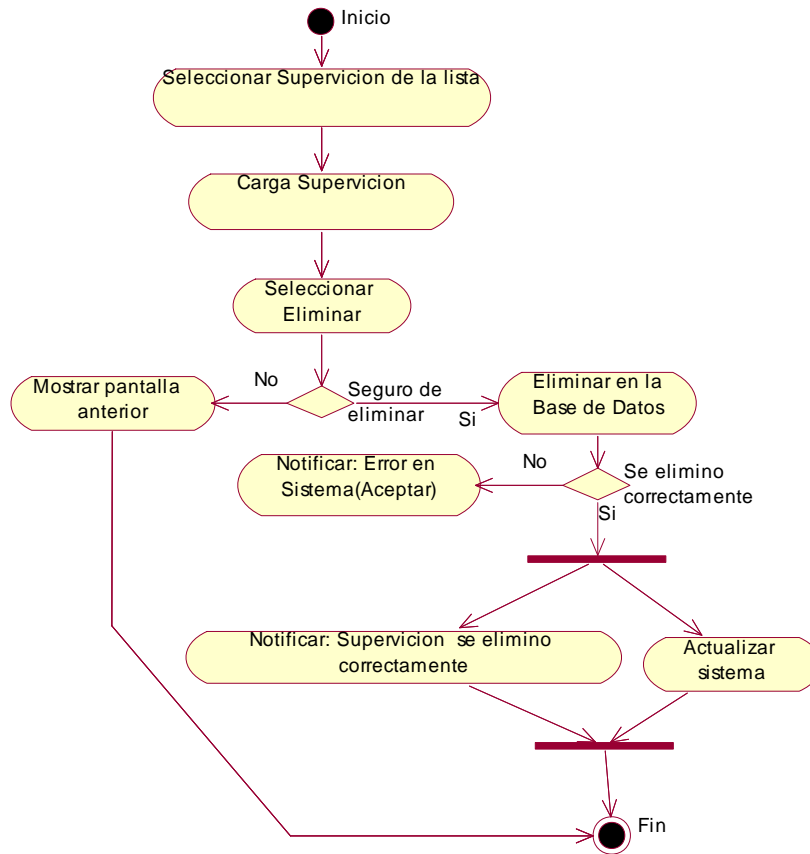 Inicio
Seleccionar Supervicion de la lista
Carga Supervicion
Seleccionar
Eliminar
No
Seguro de
eliminar
Si
Mostrar pantalla
anterior
Eliminar en la
Base de Datos
Notificar: Error en
Sistema(Aceptar)
No
Se elimino
correctamente
Si
Notificar: Supervicion se elimino
correctamente
Actualizar
sistema
Fin